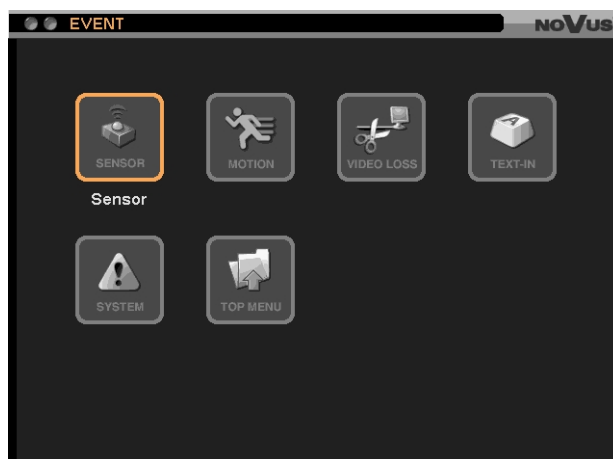 EVENT
NOVUS
SENSOR
MOTION
VIDEO LOSS
A
TEXT-IN
Sensor
SYSTEM
TOP MENU